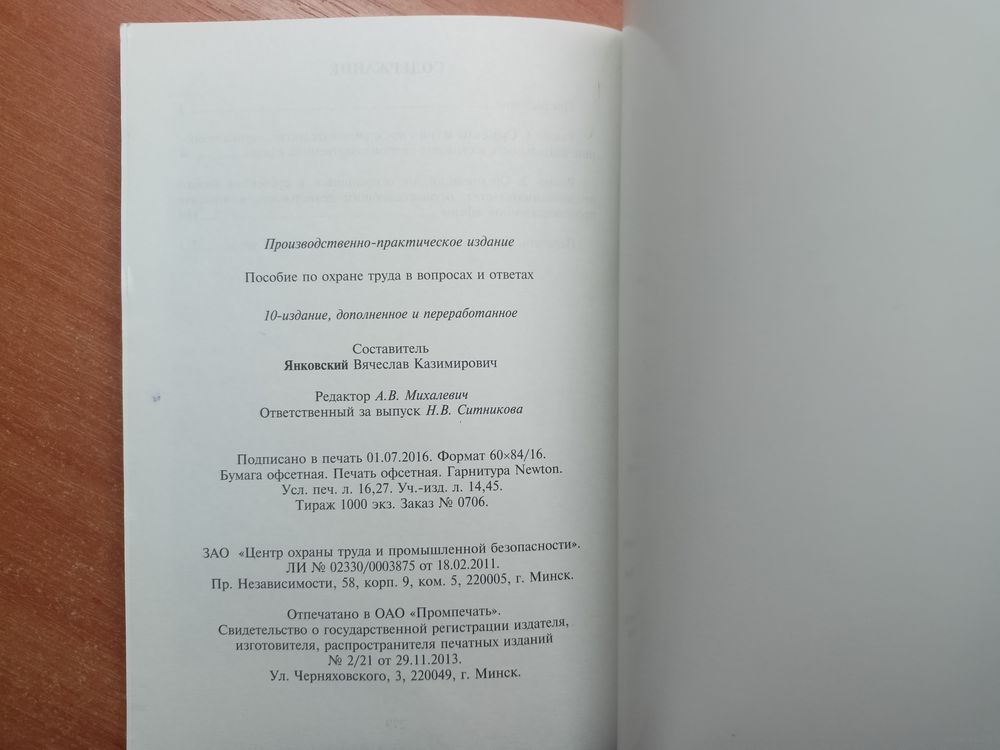 Производственно-практическое издание
Пособие по охране труда в вопросах и ответах
10-издание, дополненное и переработанное
Составитель
Янковский Вячеслав Казимирович
Редактор А.В. Михалевич
Ответственный за выпуск Н.В. Ситникова
Подписано в печать 01.07.2016. Формат 60×84/16.
Бумага офсетная. Печать офсетная. Гарнитура Newton.
Усл. печ. л. 16,27. Уч.-изд. л. 14,45.
Тираж 1000 экз. Заказ № 0706.
ЗАО «Центр охраны труда и промышленной безопасности».
ЛИ № 02330/0003875 от 18.02.2011.
Пр. Независимости, 58, корп. 9, ком. 5, 220005, г. Минск.
Отпечатано в ОАО «Промпечать».
Свидетельство о государственной регистрации издателя,
изготовителя, распространителя печатных изданий
№ 2/21 от 29.11.2013.
Ул. Черняховского, 3, 220049, г. Минск.